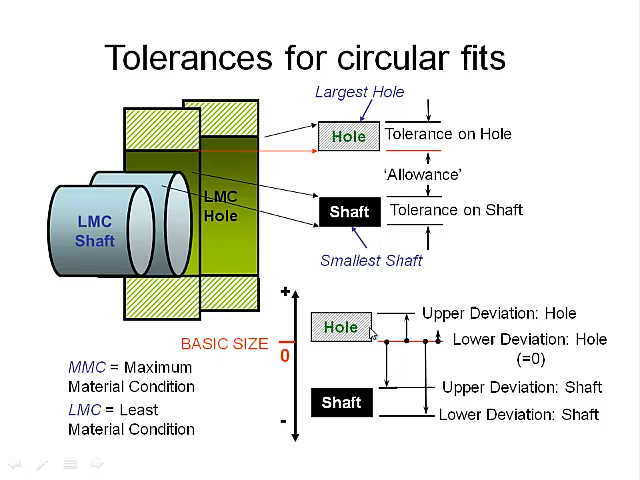 Tolerances for circular fits
Largest Hole
Hole
Tolerance on Hole
'Allowance'
LMC
Hole
LMC
Shaft
Shaft
Tolerance on Shaft
Smallest Shaft
+
BASIC SIZE
0
-
Hole
Upper Deviation: Hole
Lower Deviation: Hole
(=0)
Shaft
Upper Deviation: Shaft
Lower Deviation: Shaft
MMC = Maximum
Material Condition
LMC = Least
Material Condition